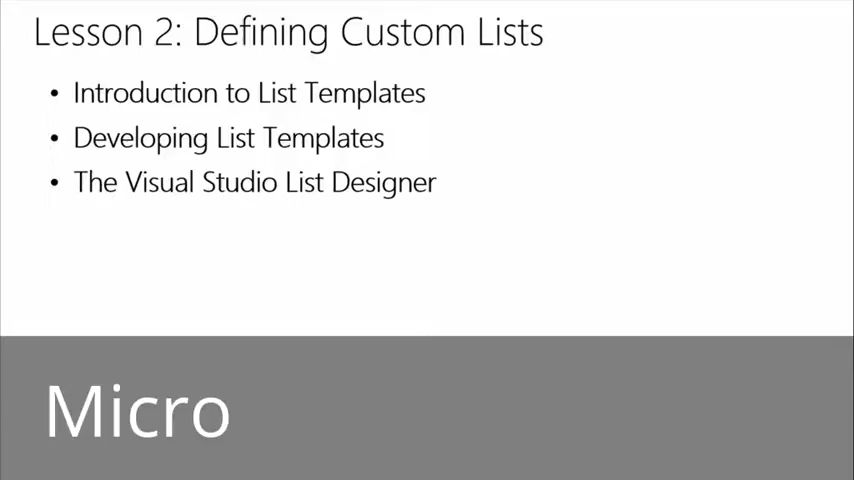 Lesson 2: Defining Custom Lists
• Introduction to List Templates
• Developing List Templates
• The Visual Studio List Designer
Micro